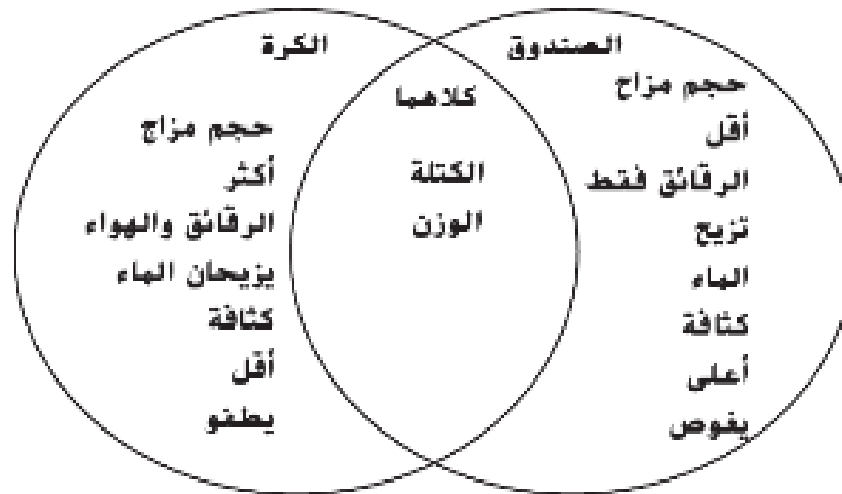 الصندوق
حجم مزاح
أقل
الرقائق فقط
تزيح
الماء
كثافة
أعلى
يغوص
كلاهما
الكتلة
الوزن
الكرة
حجم مزاج
أكثر
الرقائق والهواء
يزيحان الماء
كثافة
أقل
يطفو